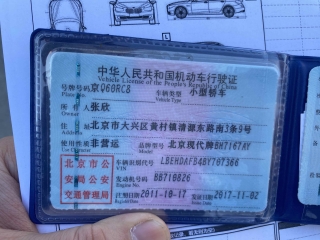 中华人民共和国机动车行驶证
Vehicle License of the People's Republic of China
号牌号码 京Q60RC8 车辆类型 小型轿车
Vehicle Type
所有人 张欣
住址 北京市大兴区黄村镇清源东路南3条9号
使用性质 非营运 品牌型号 北京现代牌BH7167AY
北京市公 车辆识别代号 LBEHDAFB48Y707366
安局公安 发动机号码 8B710826
交通管理局 Engine No.
注册日期 2011-10-17 发证日期 2017-11-02